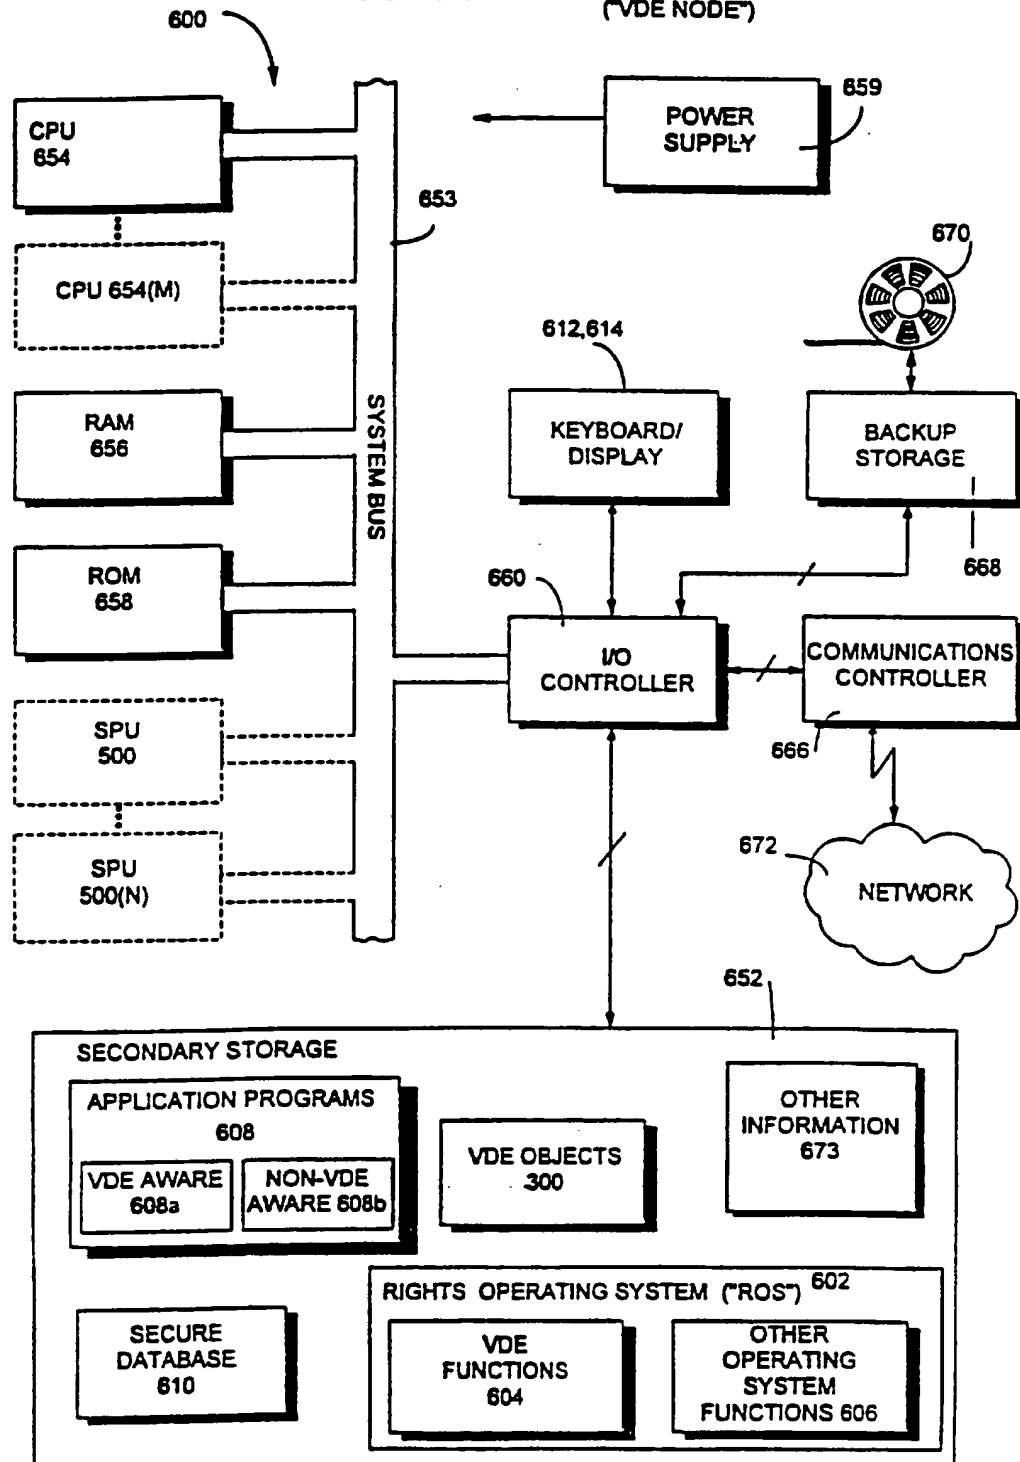 ("VDE NODE")
600
CPU
654
CPU 654(M)
RAM
656
ROM
658
SPU
500
SPU
500(N)
SYSTEM BUS
653
POWER
SUPPLY
659
670
612,614
KEYBOARD/
DISPLAY
BACKUP
STORAGE
668
660
I/O
CONTROLLER
COMMUNICATIONS
CONTROLLER
666
672
NETWORK
652
SECONDARY STORAGE
APPLICATION PROGRAMS
608
VDE AWARE
608a
NON-VDE
AWARE 608b
VDE OBJECTS
300
OTHER
INFORMATION
673
SECURE
DATABASE
610
RIGHTS OPERATING SYSTEM ("ROS") 602
VDE
FUNCTIONS
604
OTHER
OPERATING
SYSTEM
FUNCTIONS 606